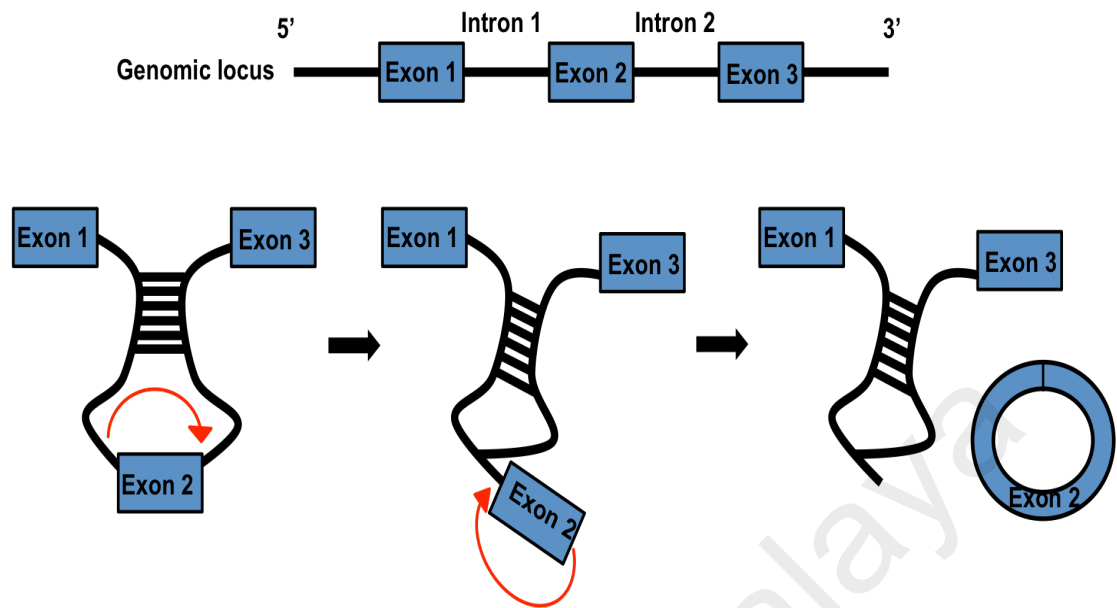 5’ Intron 1 Intron 2 3’
Genomic locus Exon 1 Exon 2 Exon 3
Exon 1 Exon 3 Exon 1 Exon 3 Exon 1 Exon 3
Exon 2 Exon 2 Exon 2
alaya